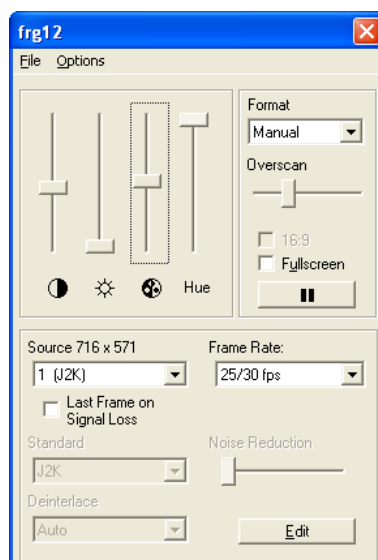 frg12
File Options
Format
Manual
Overscan
16:9
Fullscreen
Hue
Source 716 x 571
Frame Rate:
1 (J2K)
25/30 fps
Last Frame on
Signal Loss
Standard
Noise Reduction
J2K
Deinterlace
Auto
Edit